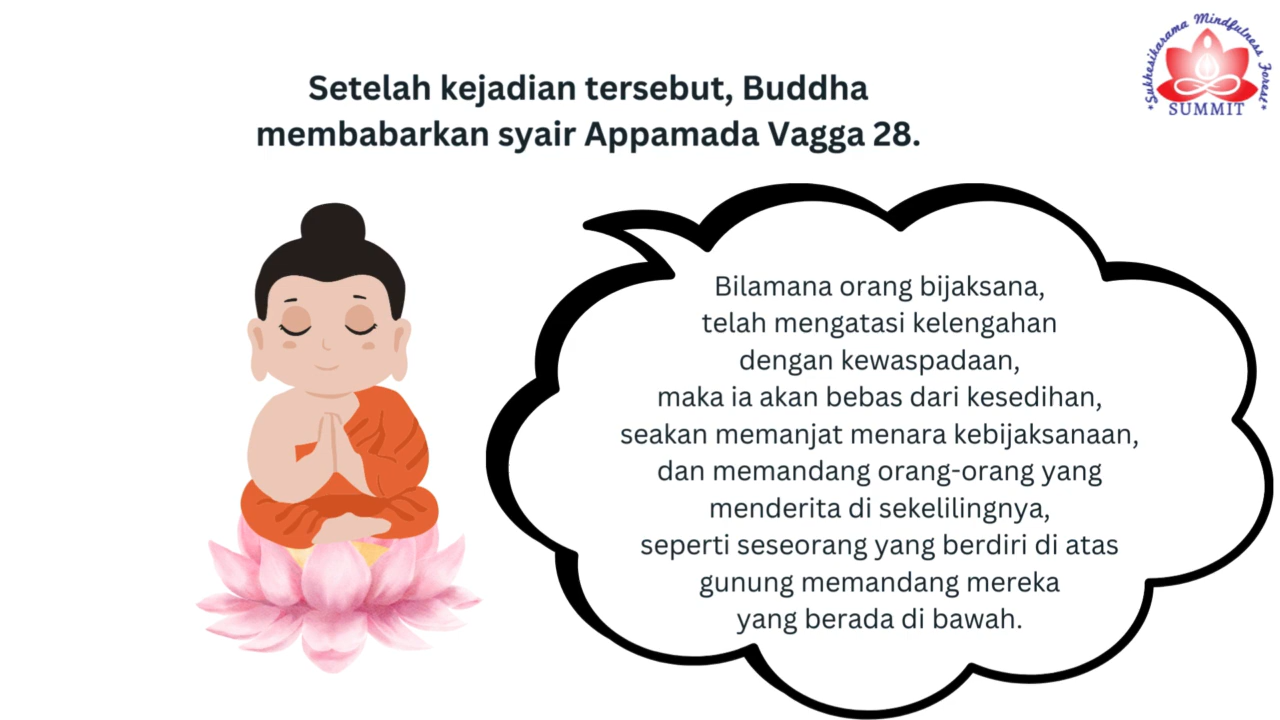 Setelah kejadian tersebut, Buddha
membabarkan syair Appamada Vagga 28.
*Sukhesikarama Mindfulness Forest*
SUMMIT
Bilamana orang bijaksana,
telah mengatasi kelengahan
dengan kewaspadaan,
maka ia akan bebas dari kesedihan,
seakan memanjat menara kebijaksanaan,
dan memandang orang-orang yang
menderita di sekelilingnya,
seperti seseorang yang berdiri di atas
gunung memandang mereka
yang berada di bawah.